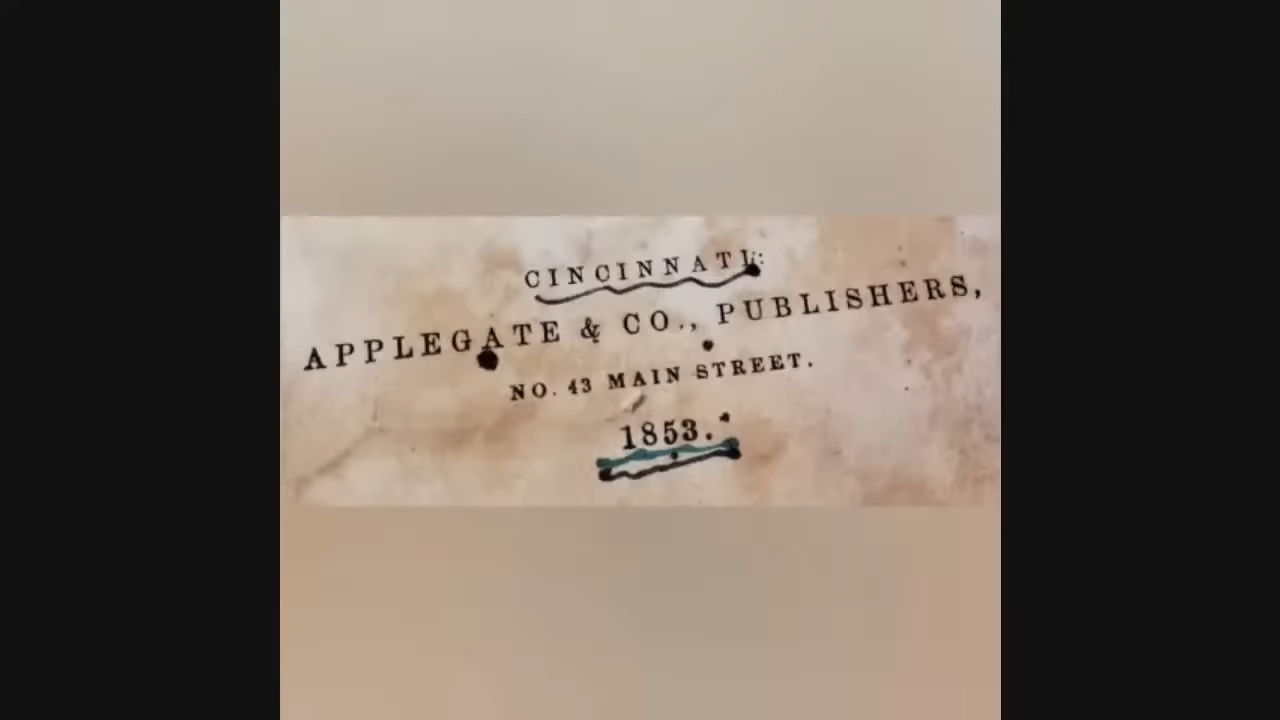 CINCINNATI:
APPLEGATE & CO., PUBLISHERS,
NO. 43 MAIN STREET.
1853.